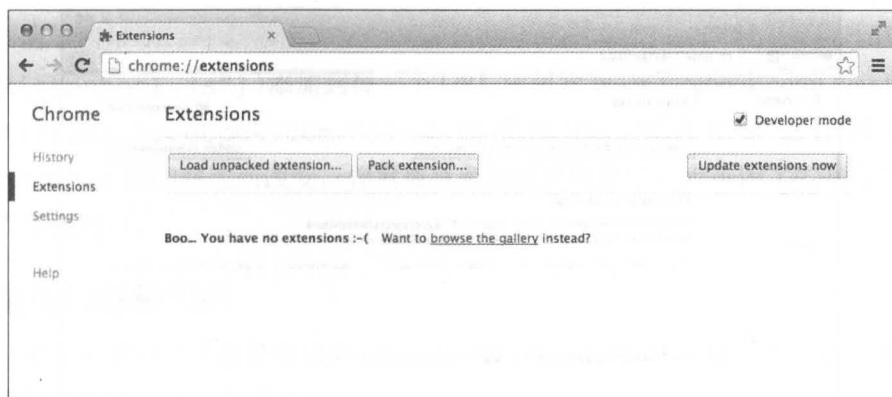 Extensions
chrome://extensions
Chrome
Extensions
Developer mode
History
Load unpacked extension...
Pack extension...
Update extensions now
Extensions
Settings
Boo... You have no extensions :-( Want to browse the gallery instead?
Help